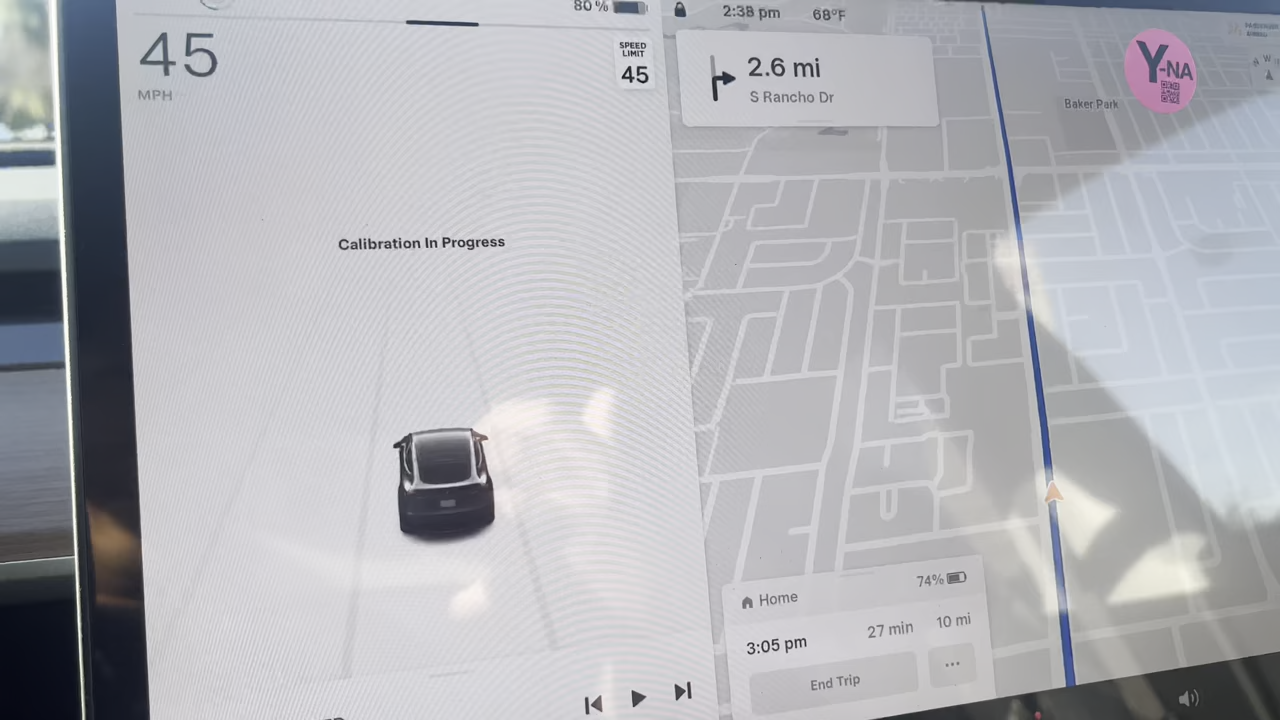 80 %
45
MPH
SPEED
LIMIT
45
Calibration In Progress
2:38 pm
68°F
2.6 mi
S Rancho Dr
Baker Park
Y-NA
W
74%
Home
3:05 pm
27 min
10 mi
End Trip
...